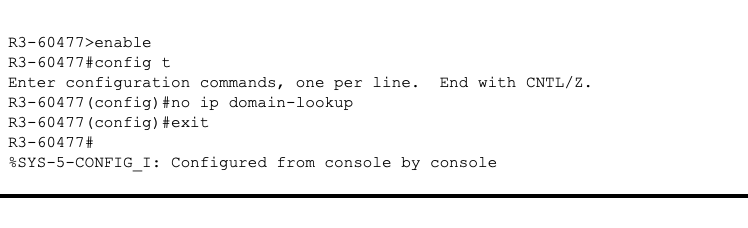 R3-60477>enable
R3-60477#config t
Enter configuration commands, one per line.  End with CNTL/Z.
R3-60477(config)#no ip domain-lookup
R3-60477(config)#exit
R3-60477#
%SYS-5-CONFIG_I: Configured from console by console